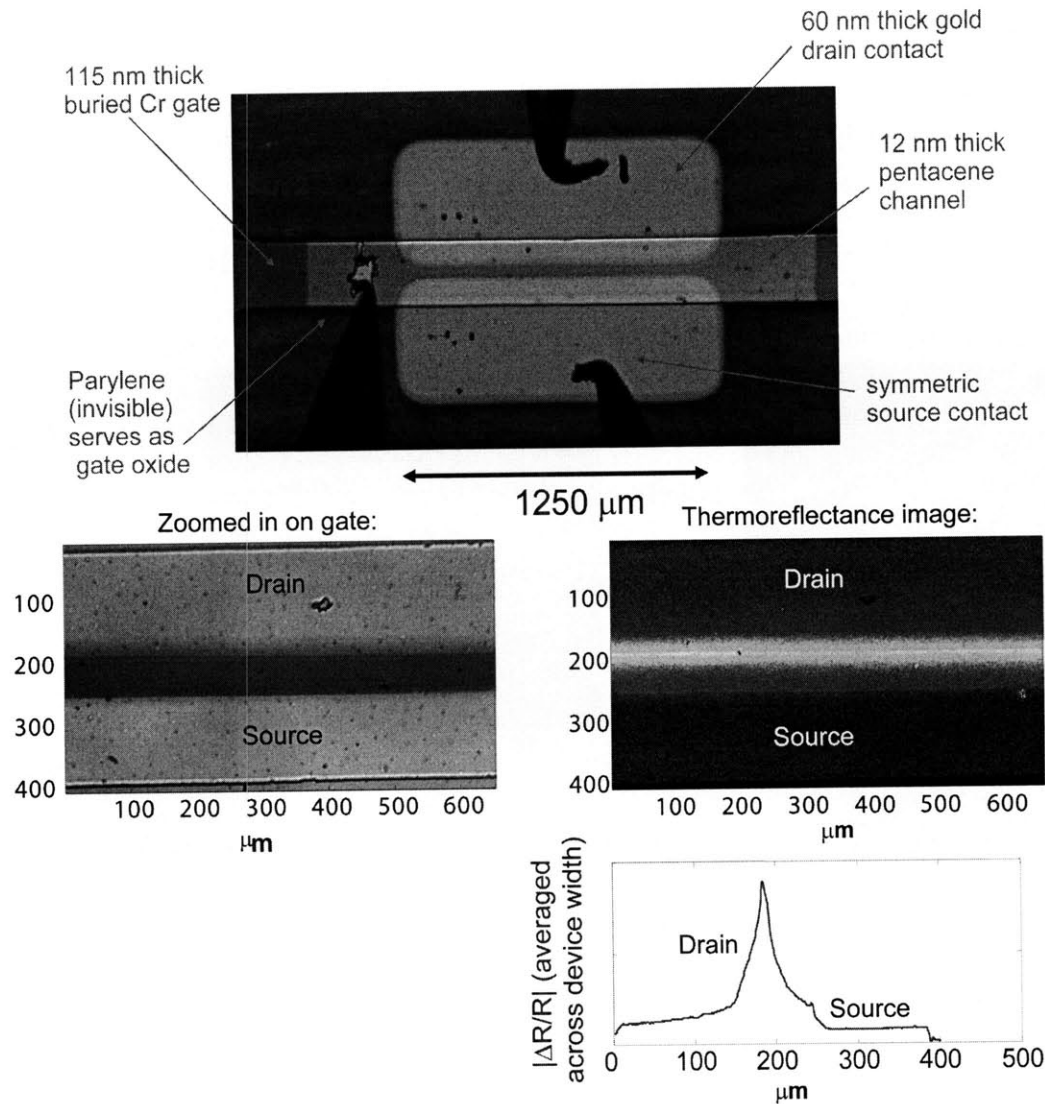 60 nm thick gold
drain contact
115 nm thick
buried Cr gate
12 nm thick
pentacene
channel
Parylene
(invisible)
serves as
gate oxide
symmetric
source contact
1250 μm
Zoomed in on gate:
Drain
Source
100
200
300
400
100 200 300 400 500 600
μm
Thermoreflectance image:
Drain
Source
100
200
300
400
100 200 300 400 500 600
μm
|ΔR/R| (averaged
across device width)
Drain
Source
0 100 200 300 400 500
μm